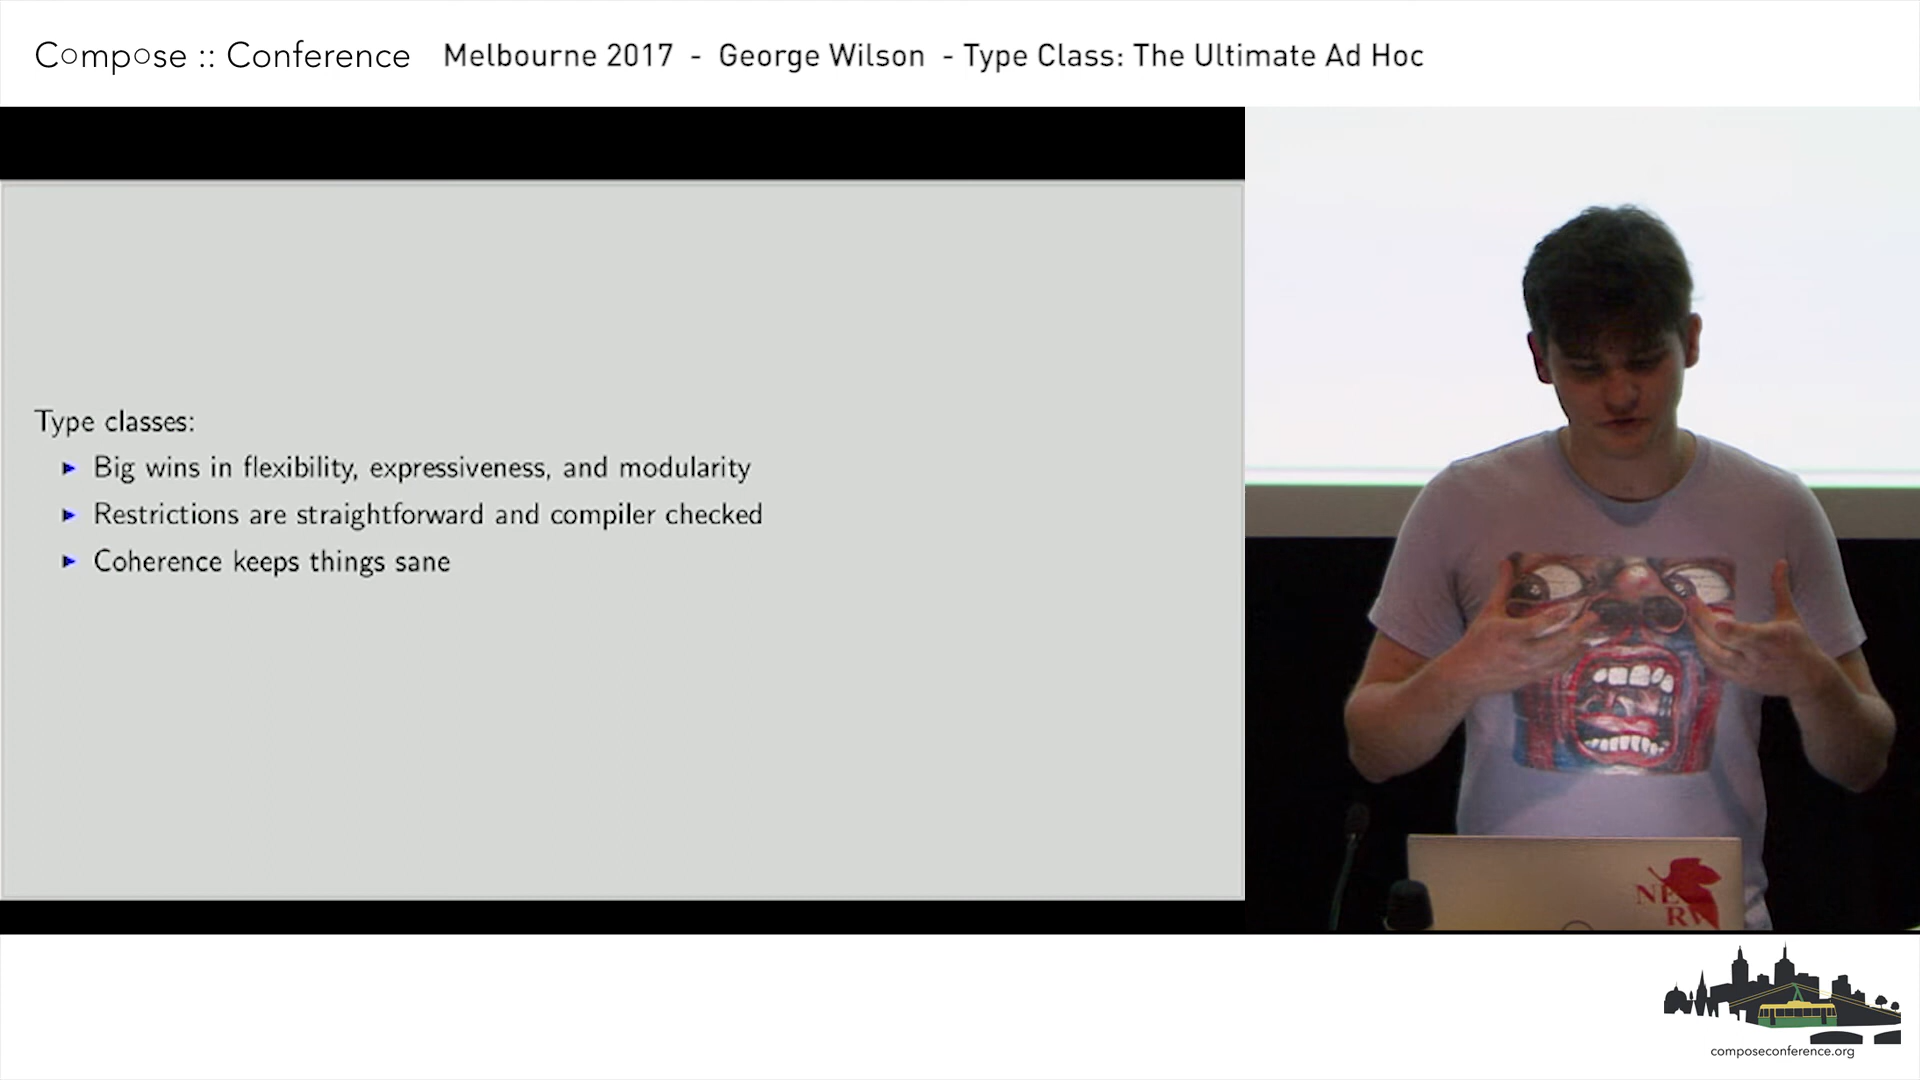 Compose :: Conference Melbourne 2017 - George Wilson - Type Class: The Ultimate Ad Hoc
Type classes:
Big wins in flexibility, expressiveness, and modularity
Restrictions are straightforward and compiler checked
Coherence keeps things sane
composeconference.org